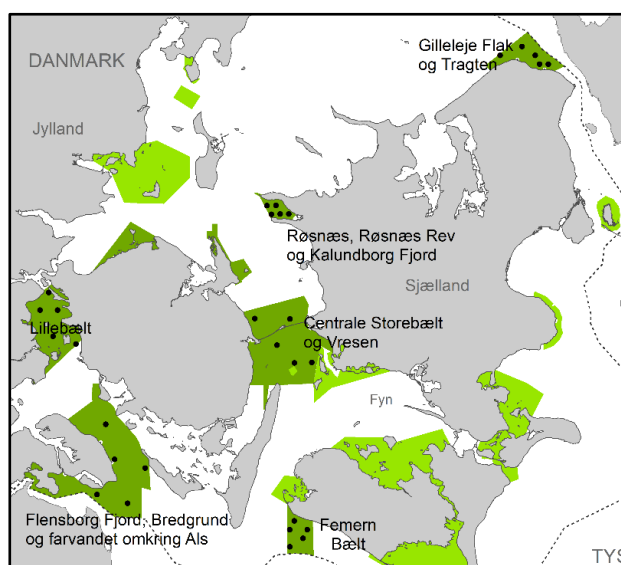 Gilleleje Flak
og Tragten
DANMARK
Jylland
Røsnæs, Røsnæs Rev
og Kalundborg Fjord
Sjælland
Lillebælt
Centrale Storebælt
og Vresen
Fyn
Flensborg Fjord, Bredgrund
og farvandet omkring Als
Femern
Bælt
TYS